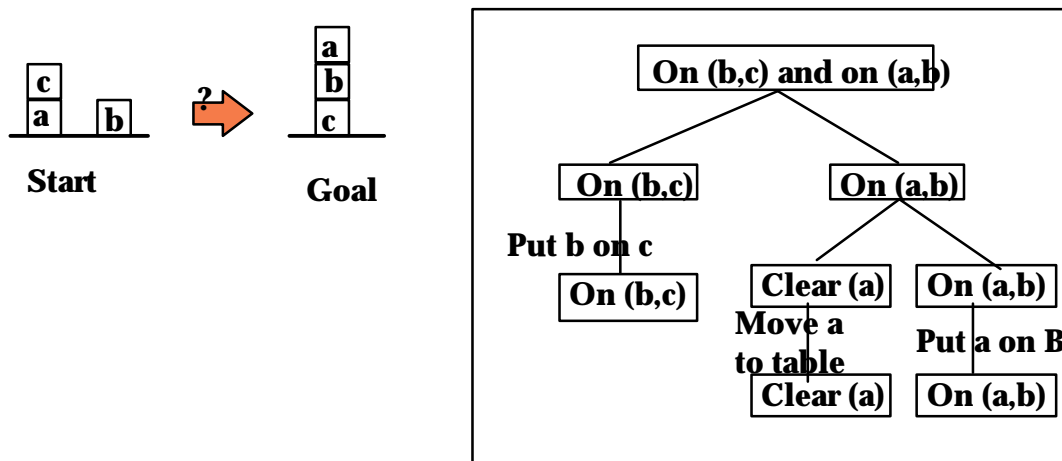 c
a
b
?
a
b
c
Start
Goal
On (b,c) and on (a,b)
On (b,c)
On (a,b)
Put b on c
On (b,c)
Clear (a)
On (a,b)
Move a
to table
Put a on B
Clear (a)
On (a,b)